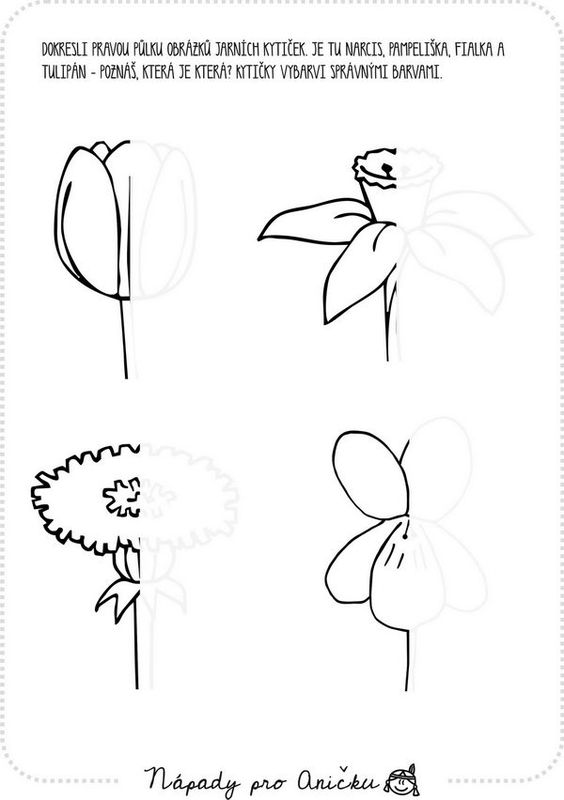 DOKRESLI PRAVOU PŮLKU OBRÁZKŮ JARNÍCH KYTIČEK. JE TU NARCIS, PAMPELIŠKA, FIALKA A
TULIPÁN - POZNÁŠ, KTERÁ JE KTERÁ? KYTIČKY VYBARVI SPRÁVNÝMI BARVAMI.
Nápady pro Aničku